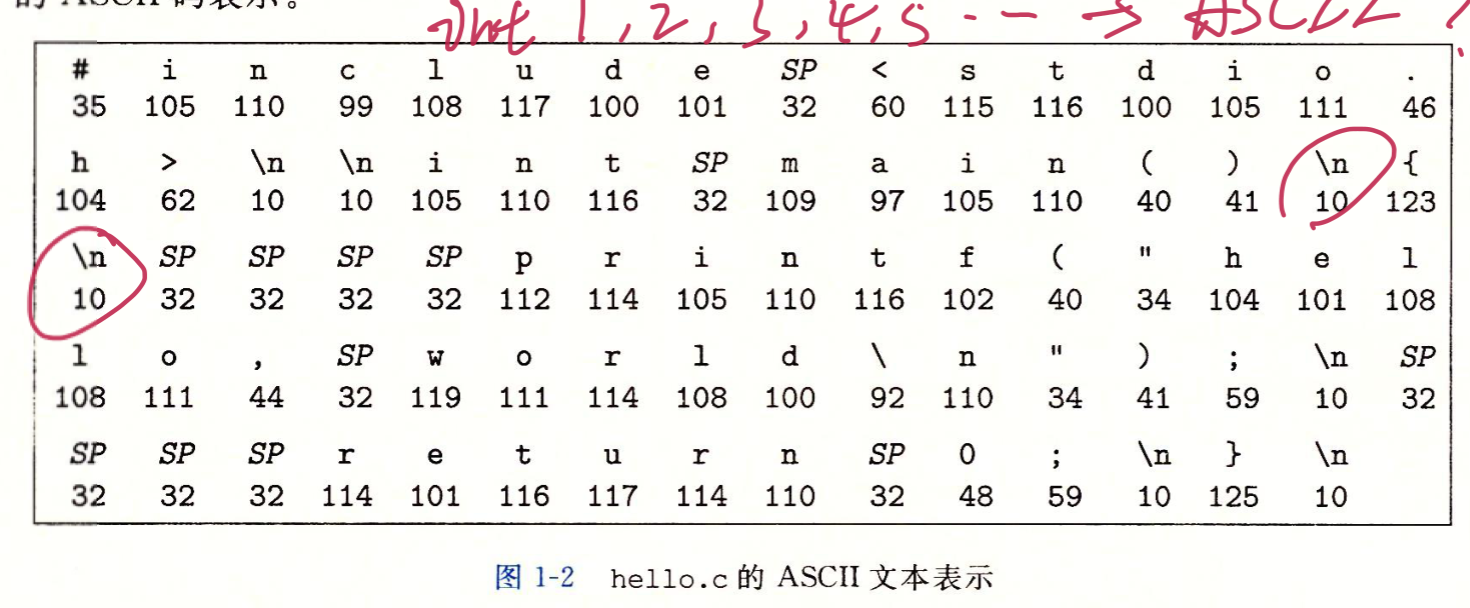 的 ASCII 码表示。
int 1, 2, 3, 4, 5 · - → ASCII ?
# i n c l u d e SP < s t d i o .
35 105 110 99 108 117 100 101 32 60 115 116 100 105 111 46
h > \n \n i n t SP m a i n ( ) \n {
104 62 10 10 105 110 116 32 109 97 105 110 40 41 10 123
\n SP SP SP SP p r i n t f ( " h e l
10 32 32 32 32 112 114 105 110 116 102 40 34 104 101 108
l o , SP w o r l d \ n " ) ; \n SP
108 111 44 32 119 111 114 108 100 92 110 34 41 59 10 32
SP SP SP r e t u r n SP 0 ; \n } \n
32 32 32 114 101 116 117 114 110 32 48 59 10 125 10
图 1-2 hello.c 的 ASCII 文本表示